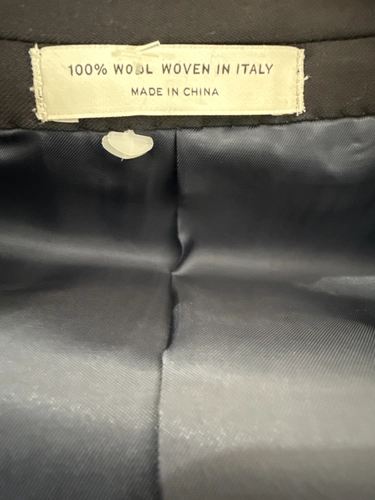 100% WOOL WOVEN IN ITALY
MADE IN CHINA